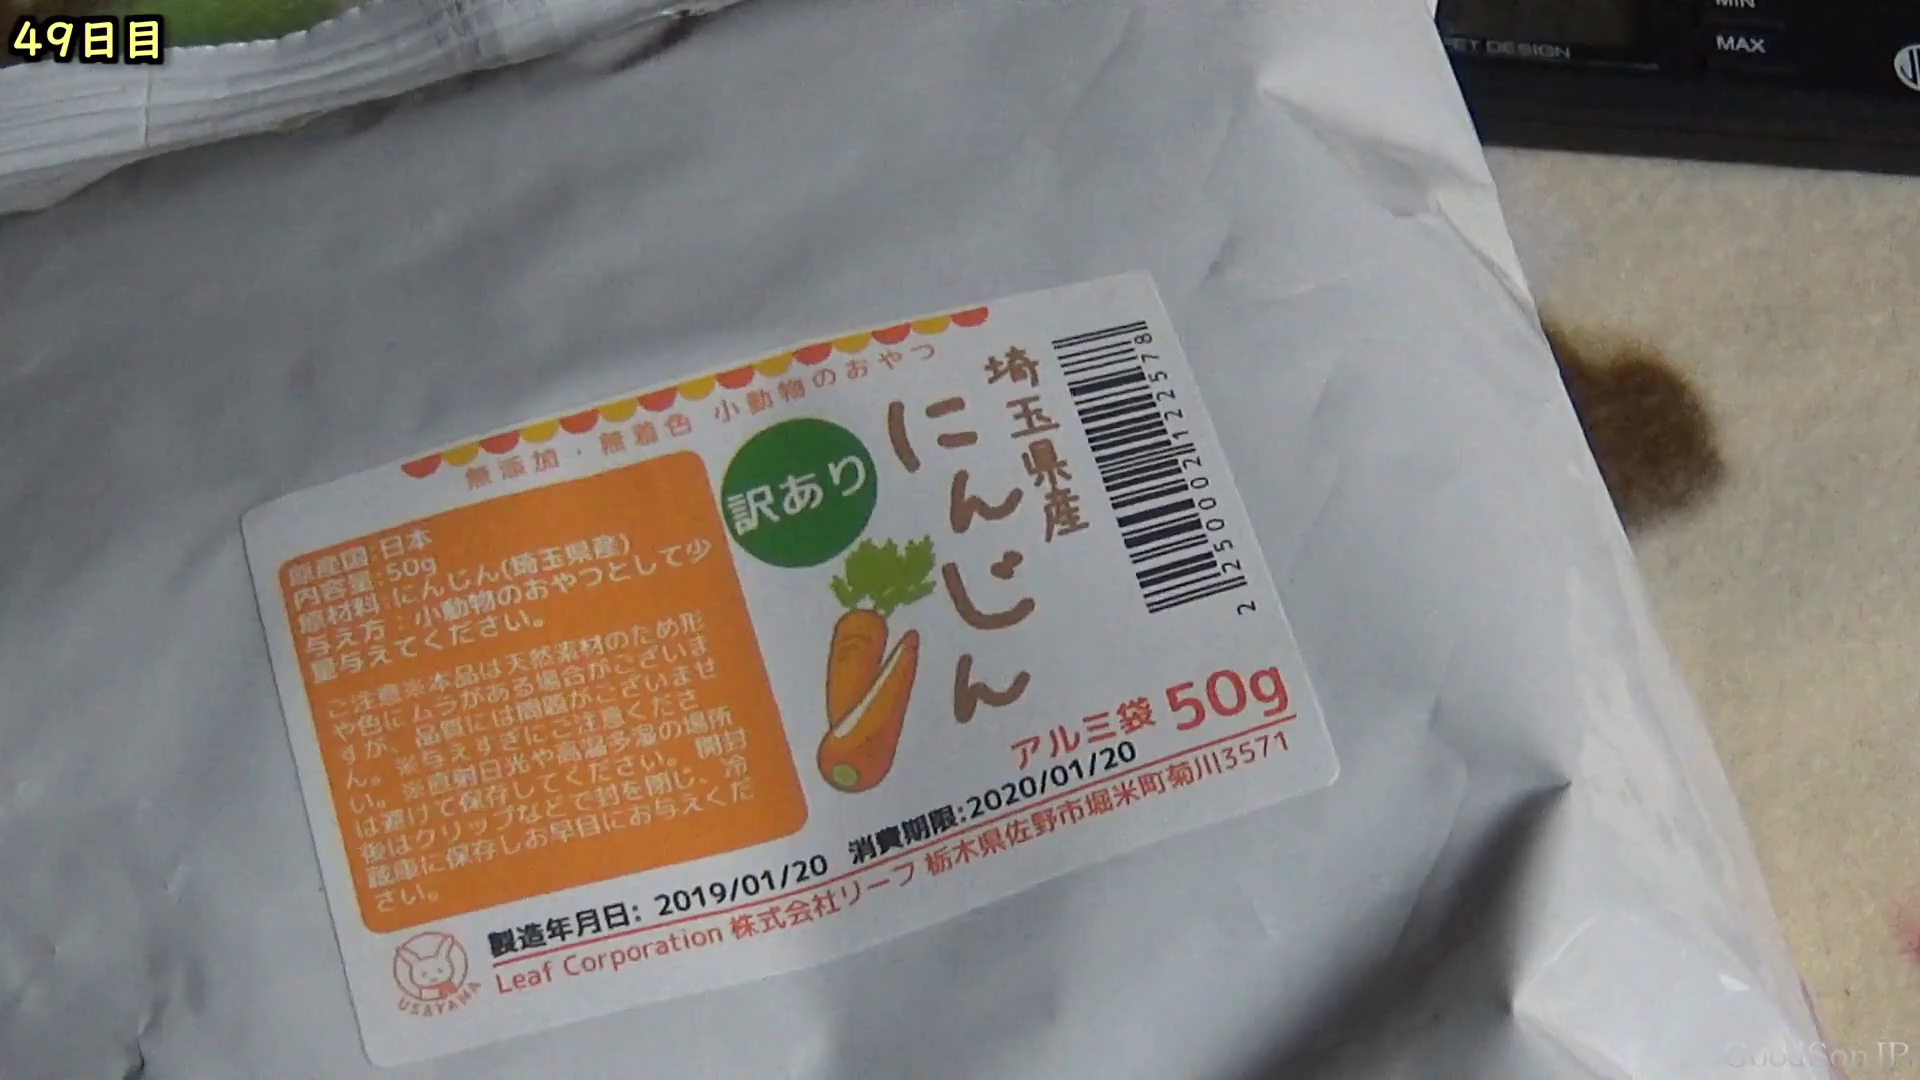 49日目
MIN
MAX
PET DESIGN
無添加・無着色 小動物のおやつ
埼玉県産
にんじん
訳あり
原産国:日本
内容量:50g
原材料:にんじん(埼玉県産)
与え方:小動物のおやつとして少
量与えてください。
ご注意※本品は天然素材のため形
や色にムラがある場合がございま
すが、品質には問題がございませ
ん。※与えすぎにご注意くださ
い。※直射日光や高温多湿の場所
は避けて保存してください。 開封
後はクリップなどで封を閉じ、冷
蔵庫に保存しお早目にお与えくだ
さい。
2250002122578
アルミ袋 50g
製造年月日: 2019/01/20 消費期限:2020/01/20
Leaf Corporation 株式会社リーフ 栃木県佐野市堀米町菊川3571
USAYAMA
GoodSon JP